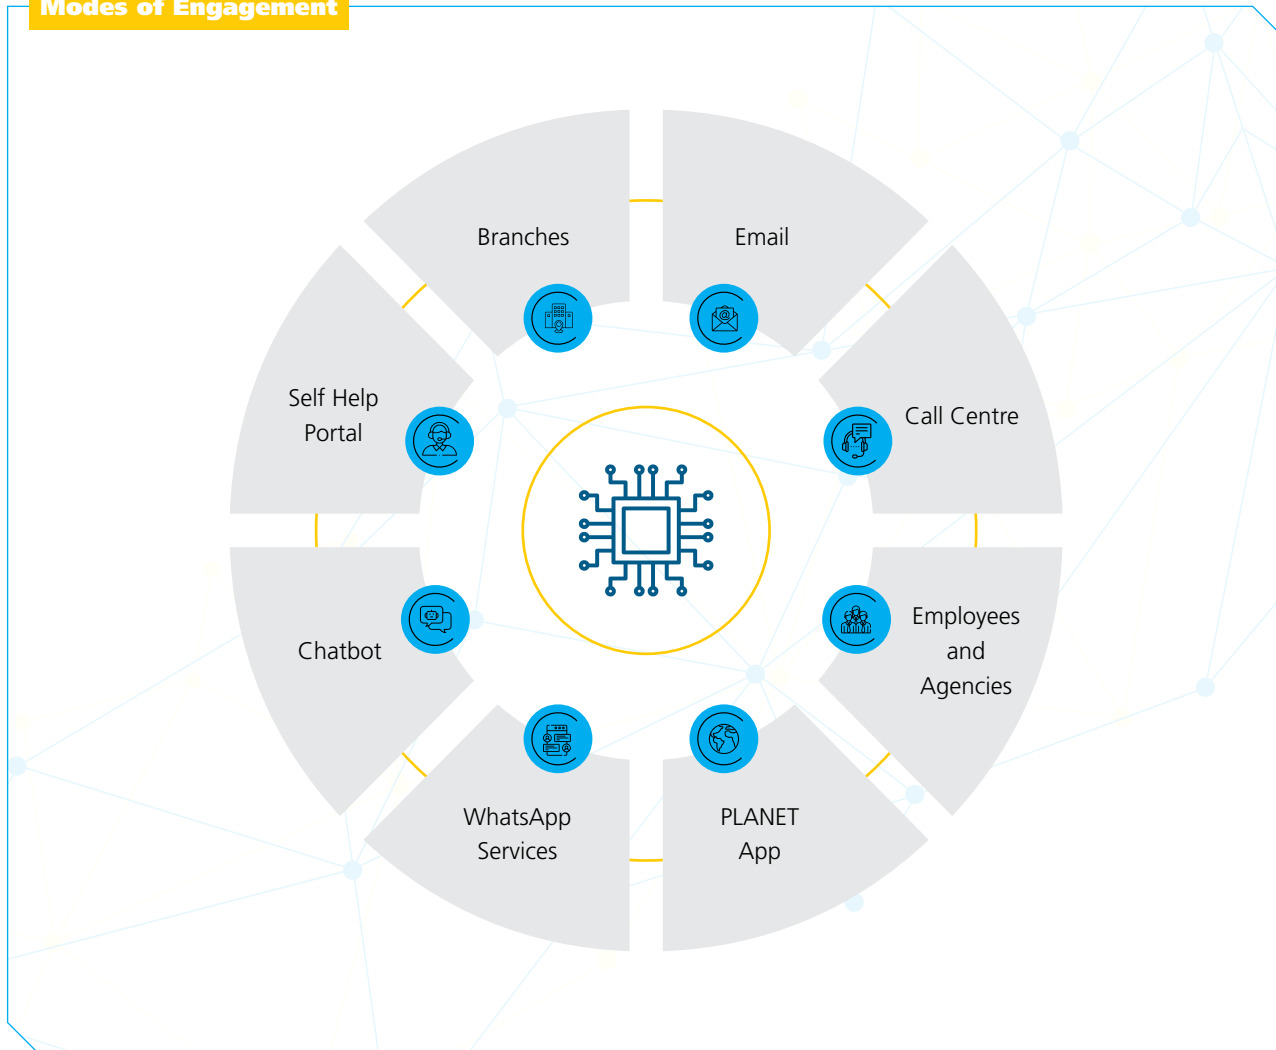 Modes of Engagement
Branches
Email
Self Help
Portal
Call Centre
Chatbot
Employees
and
Agencies
WhatsApp
Services
PLANET
App